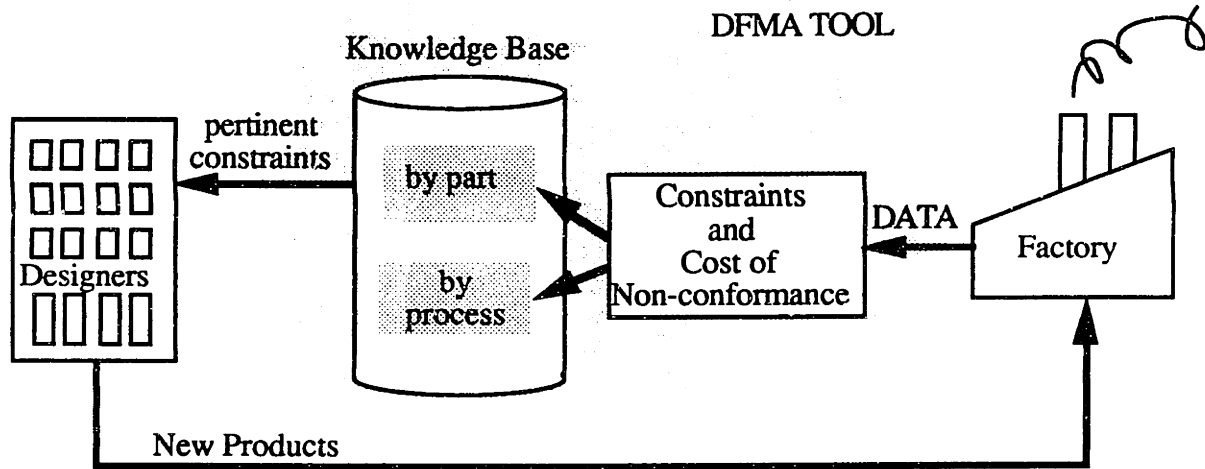 DFMA TOOL
Knowledge Base
pertinent
constraints
Designers
by part
by
process
Constraints
and
Cost of
Non-conformance
DATA
Factory
New Products